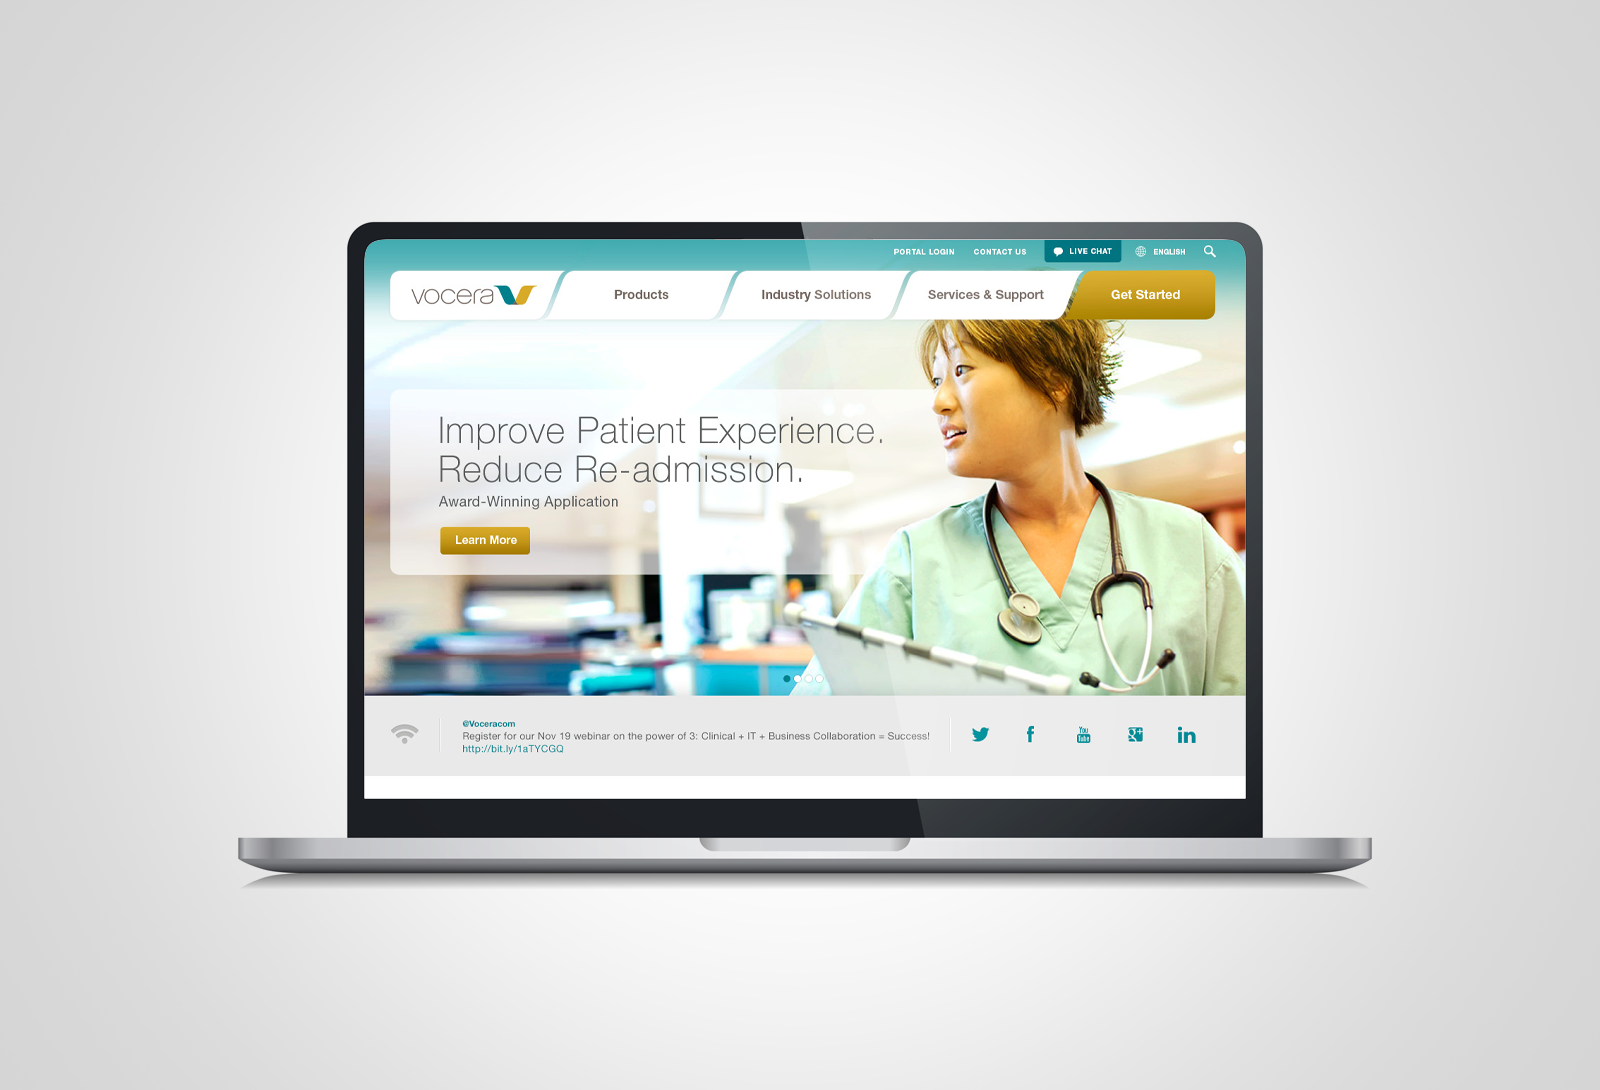 PORTAL LOGIN CONTACT US LIVE CHAT ENGLISH
vocera Products Industry Solutions Services & Support Get Started
Improve Patient Experience.
Reduce Re-admission.
Award-Winning Application
Learn More
@Voceracom
Register for our Nov 19 webinar on the power of 3: Clinical + IT + Business Collaboration = Success!
http://bit.ly/1aTYCGQ
f You Tube g+ in